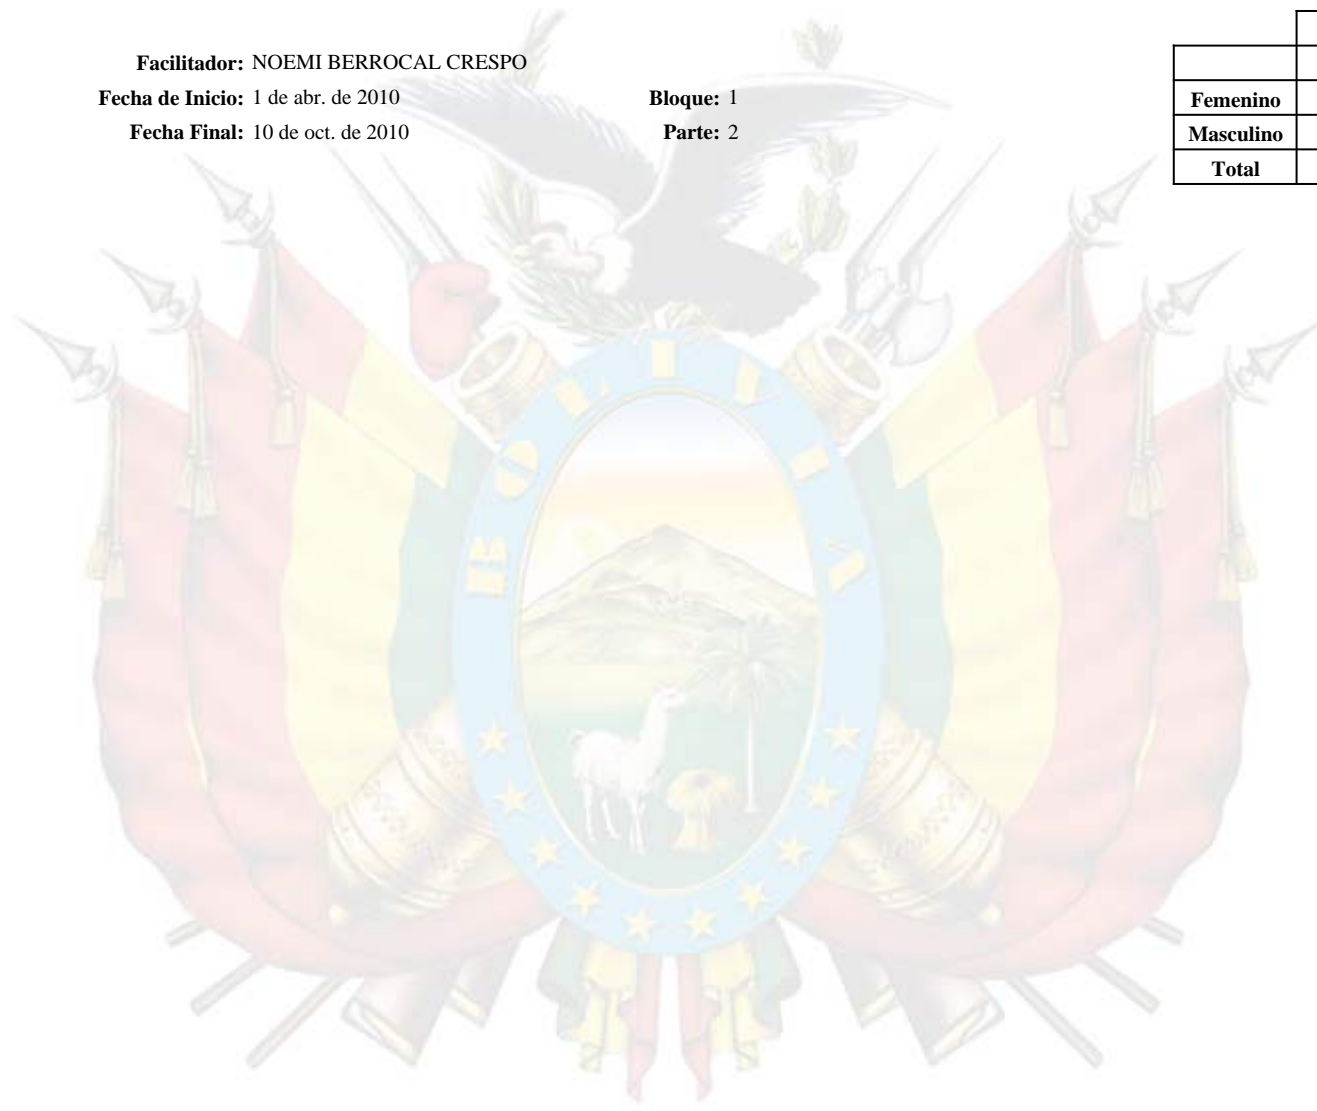 Facilitador: NOEMI BERROCAL CRESPO
Fecha de Inicio: 1 de abr. de 2010 Bloque: 1
Fecha Final: 10 de oct. de 2010 Parte: 2
Femenino
Masculino
Total
BOLIVIA